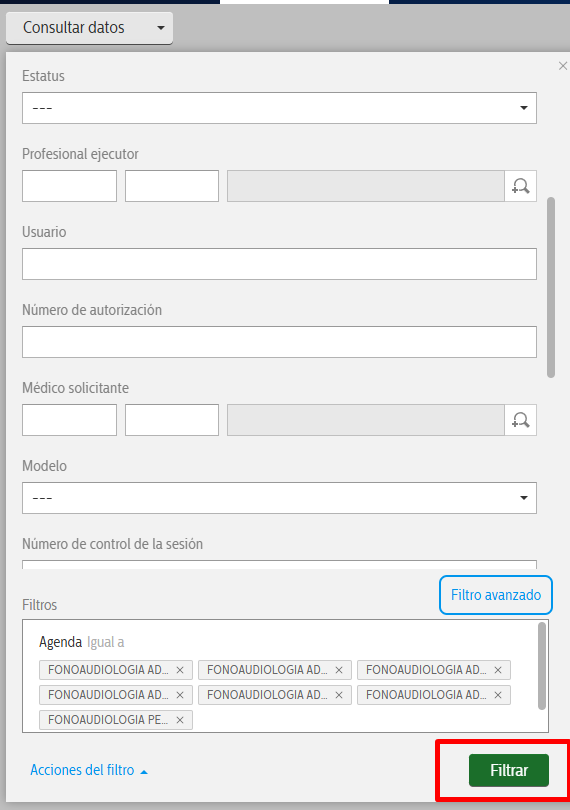 Consultar datos
Estatus
---
Profesional ejecutor
Usuario
Número de autorización
Médico solicitante
Modelo
---
Número de control de la sesión
Filtro avanzado
Filtros
Agenda Igual a
FONOAUDIOLOGIA AD... × FONOAUDIOLOGIA AD... × FONOAUDIOLOGIA AD... ×
FONOAUDIOLOGIA AD... × FONOAUDIOLOGIA AD... × FONOAUDIOLOGIA AD... ×
FONOAUDIOLOGIA PE... ×
Acciones del filtro
Filtrar